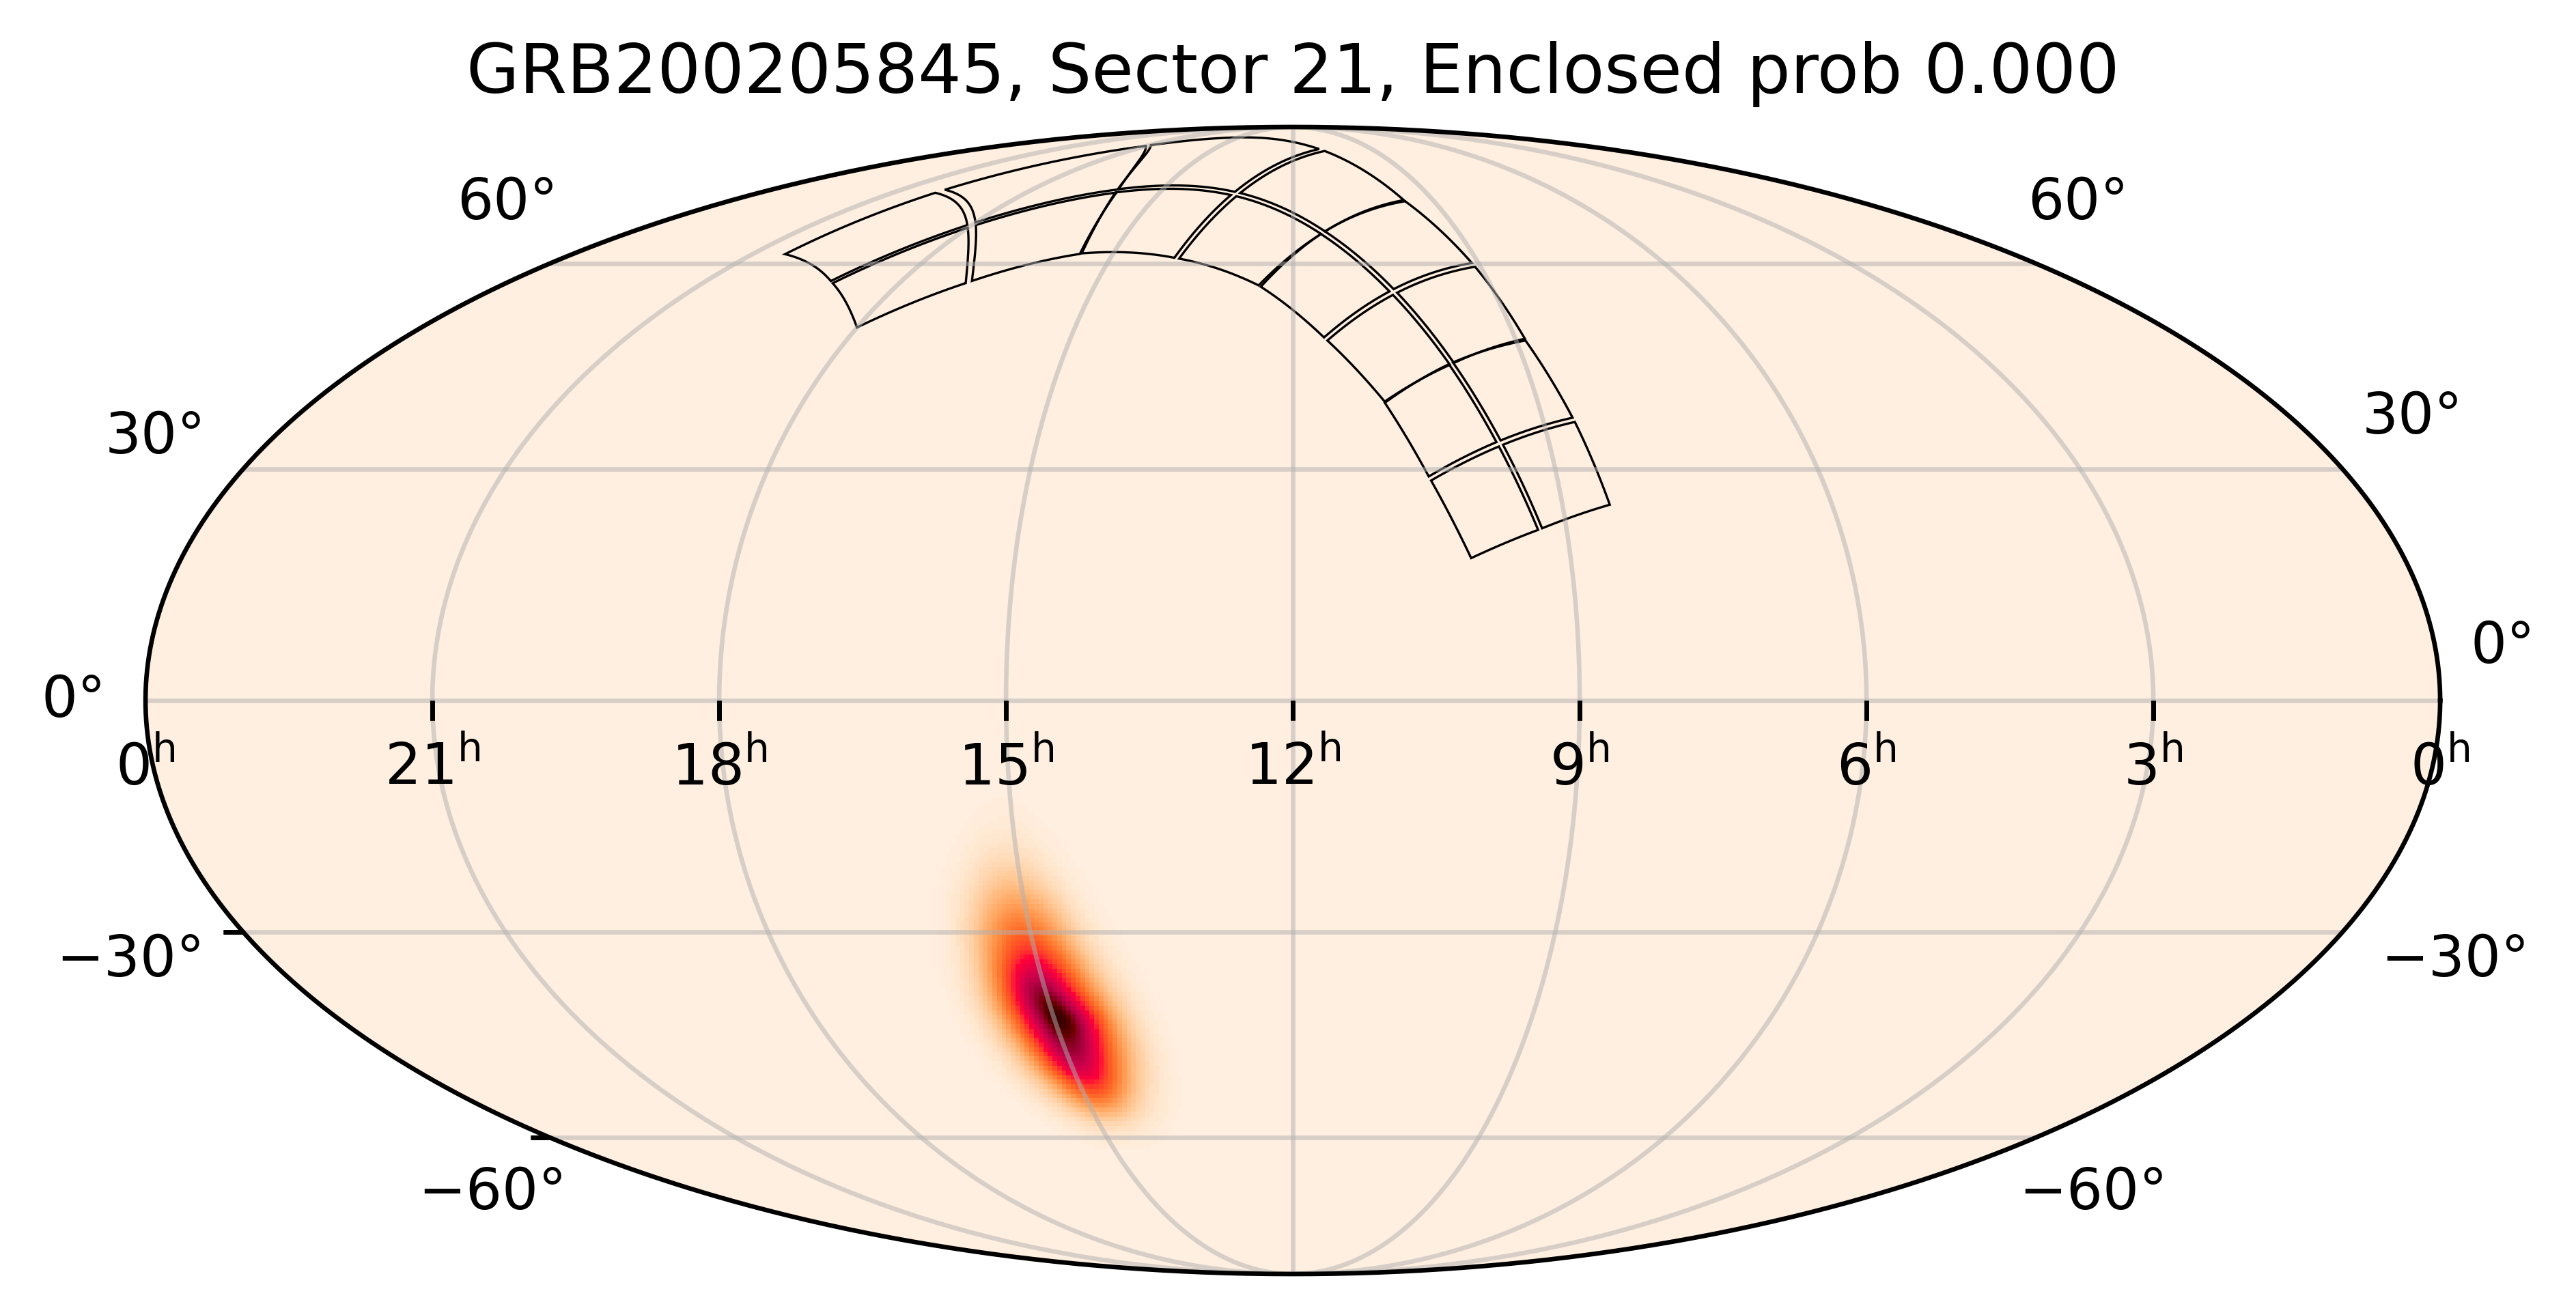 GRB200205845, Sector 21, Enclosed prob 0.000
60° 60°
30° 30°
0° 0°
0ʰ 21ʰ 18ʰ 15ʰ 12ʰ 9ʰ 6ʰ 3ʰ 0ʰ
−30° −30°
−60° −60°